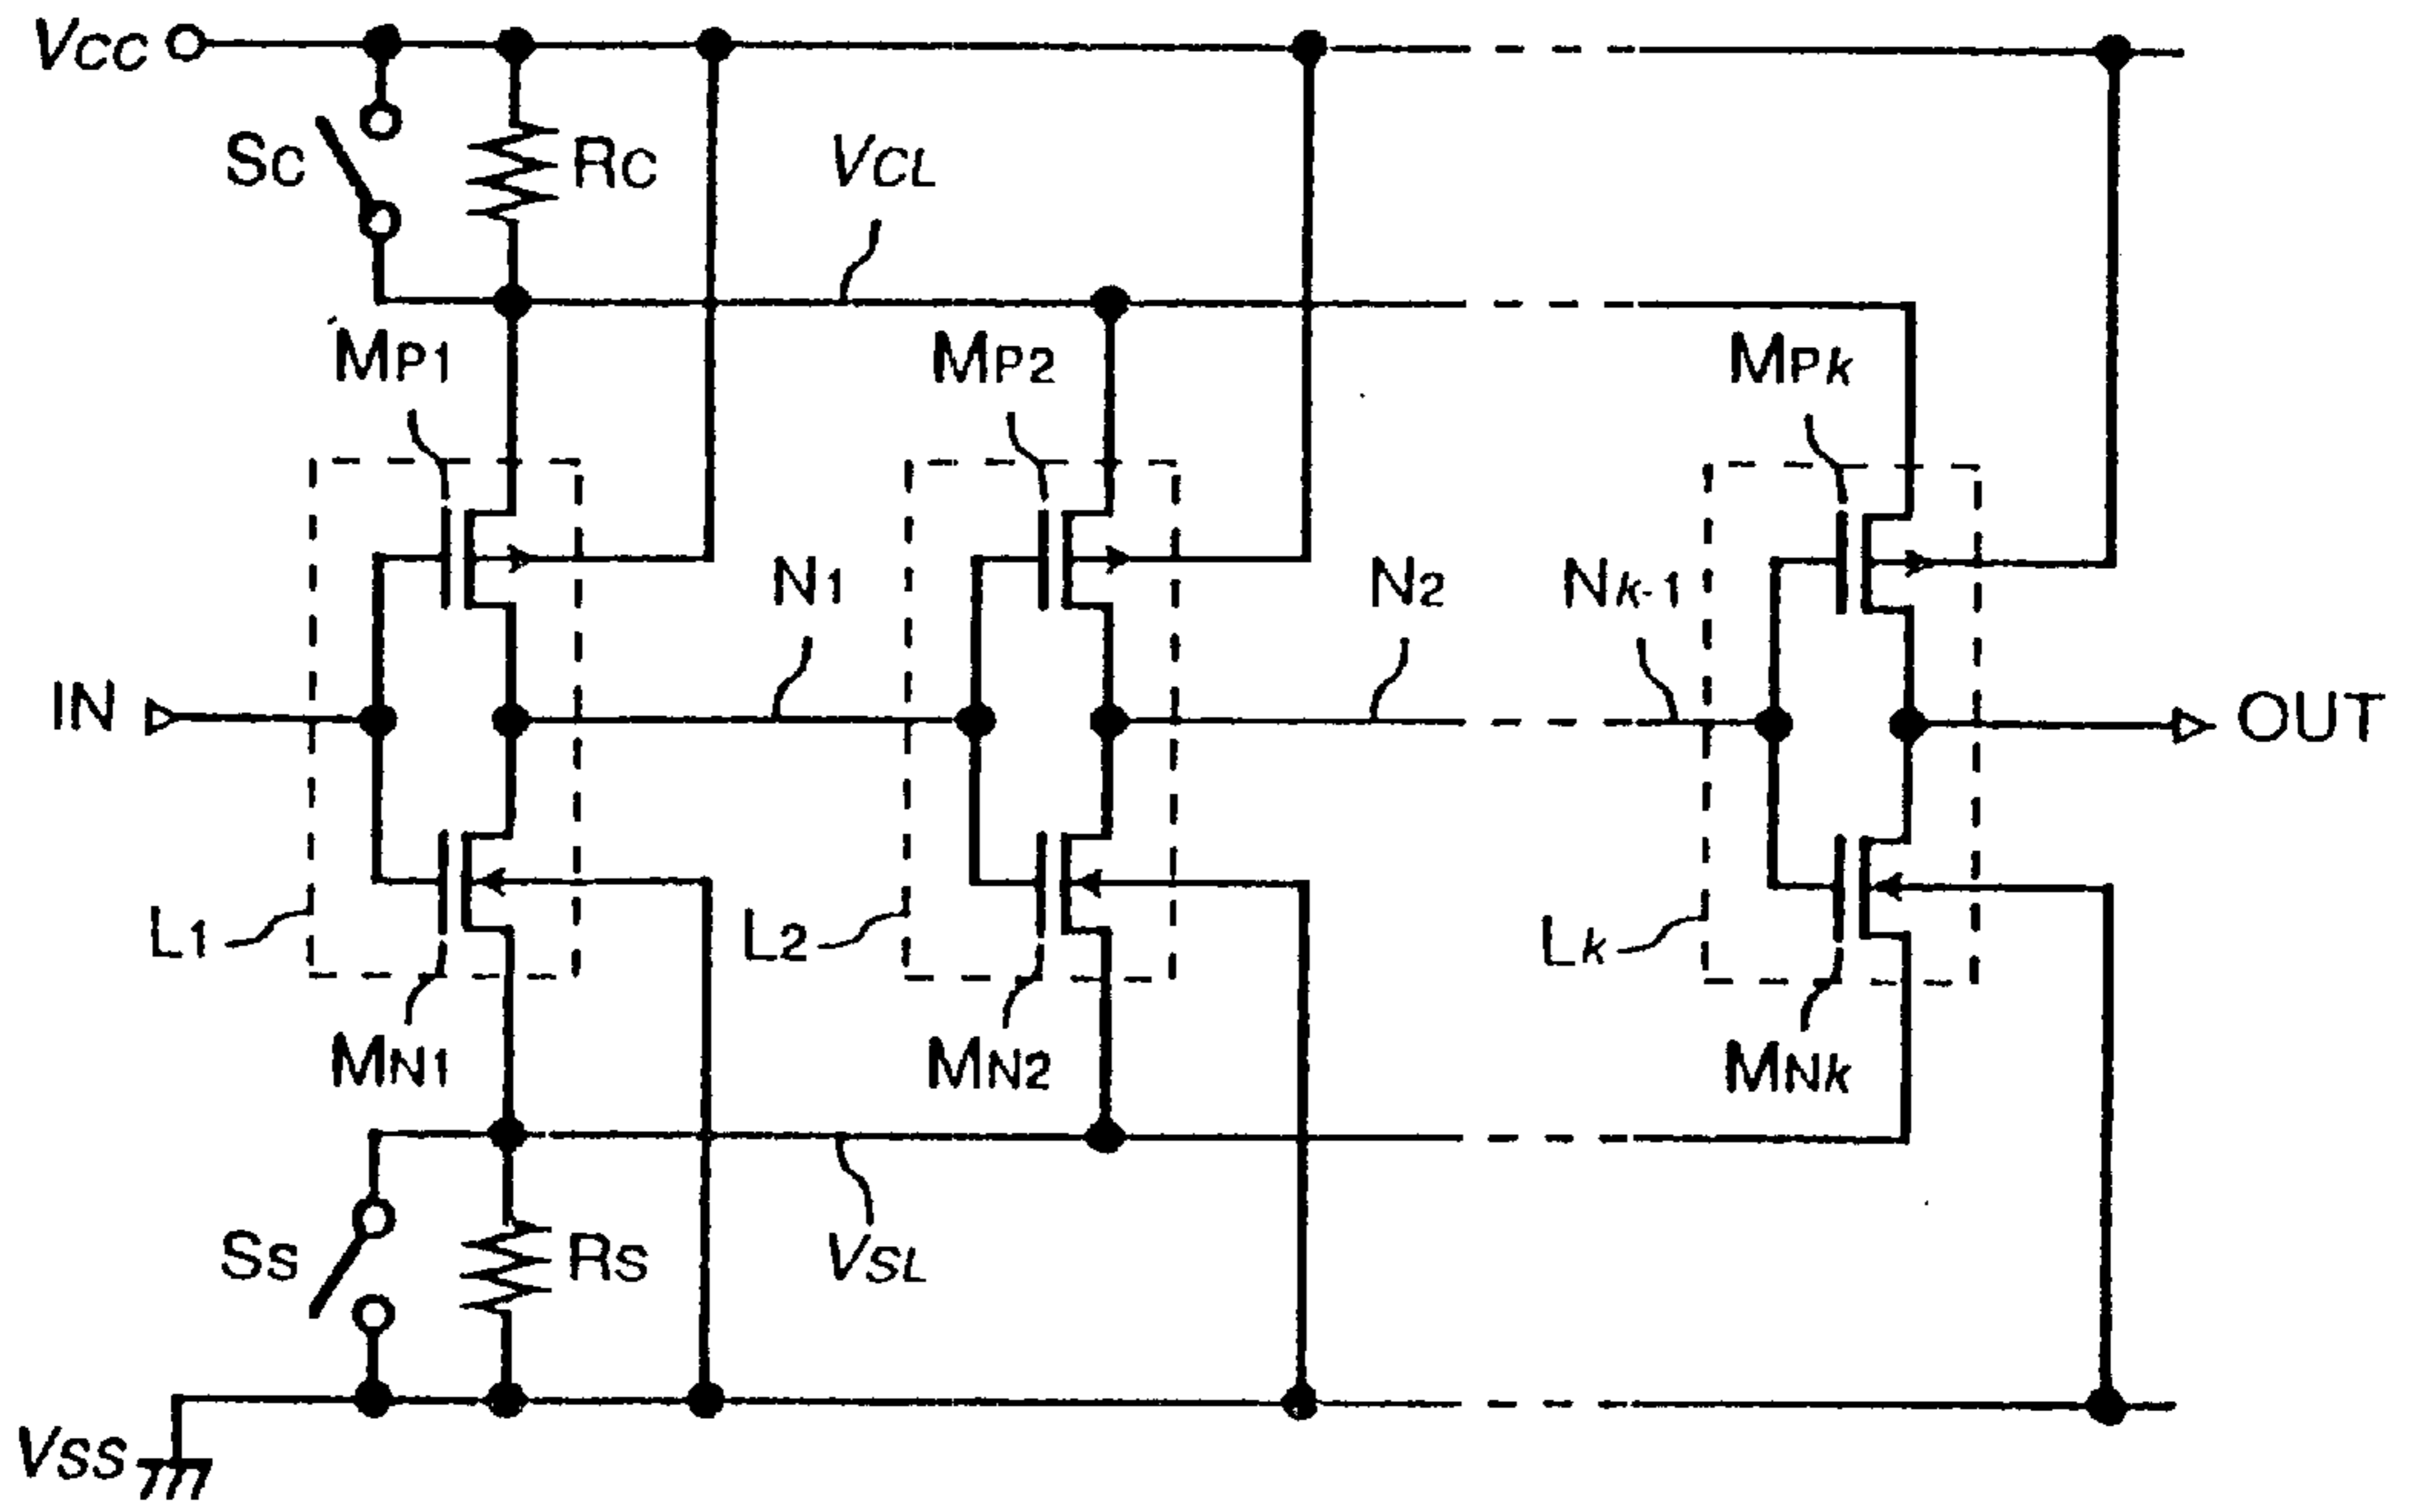 VCC
SC
RC
VCL
MP1
MP2
MPk
N1
N2
Nk-1
IN
OUT
L1
L2
Lk
MN1
MN2
MNk
SS
RS
VSL
VSS